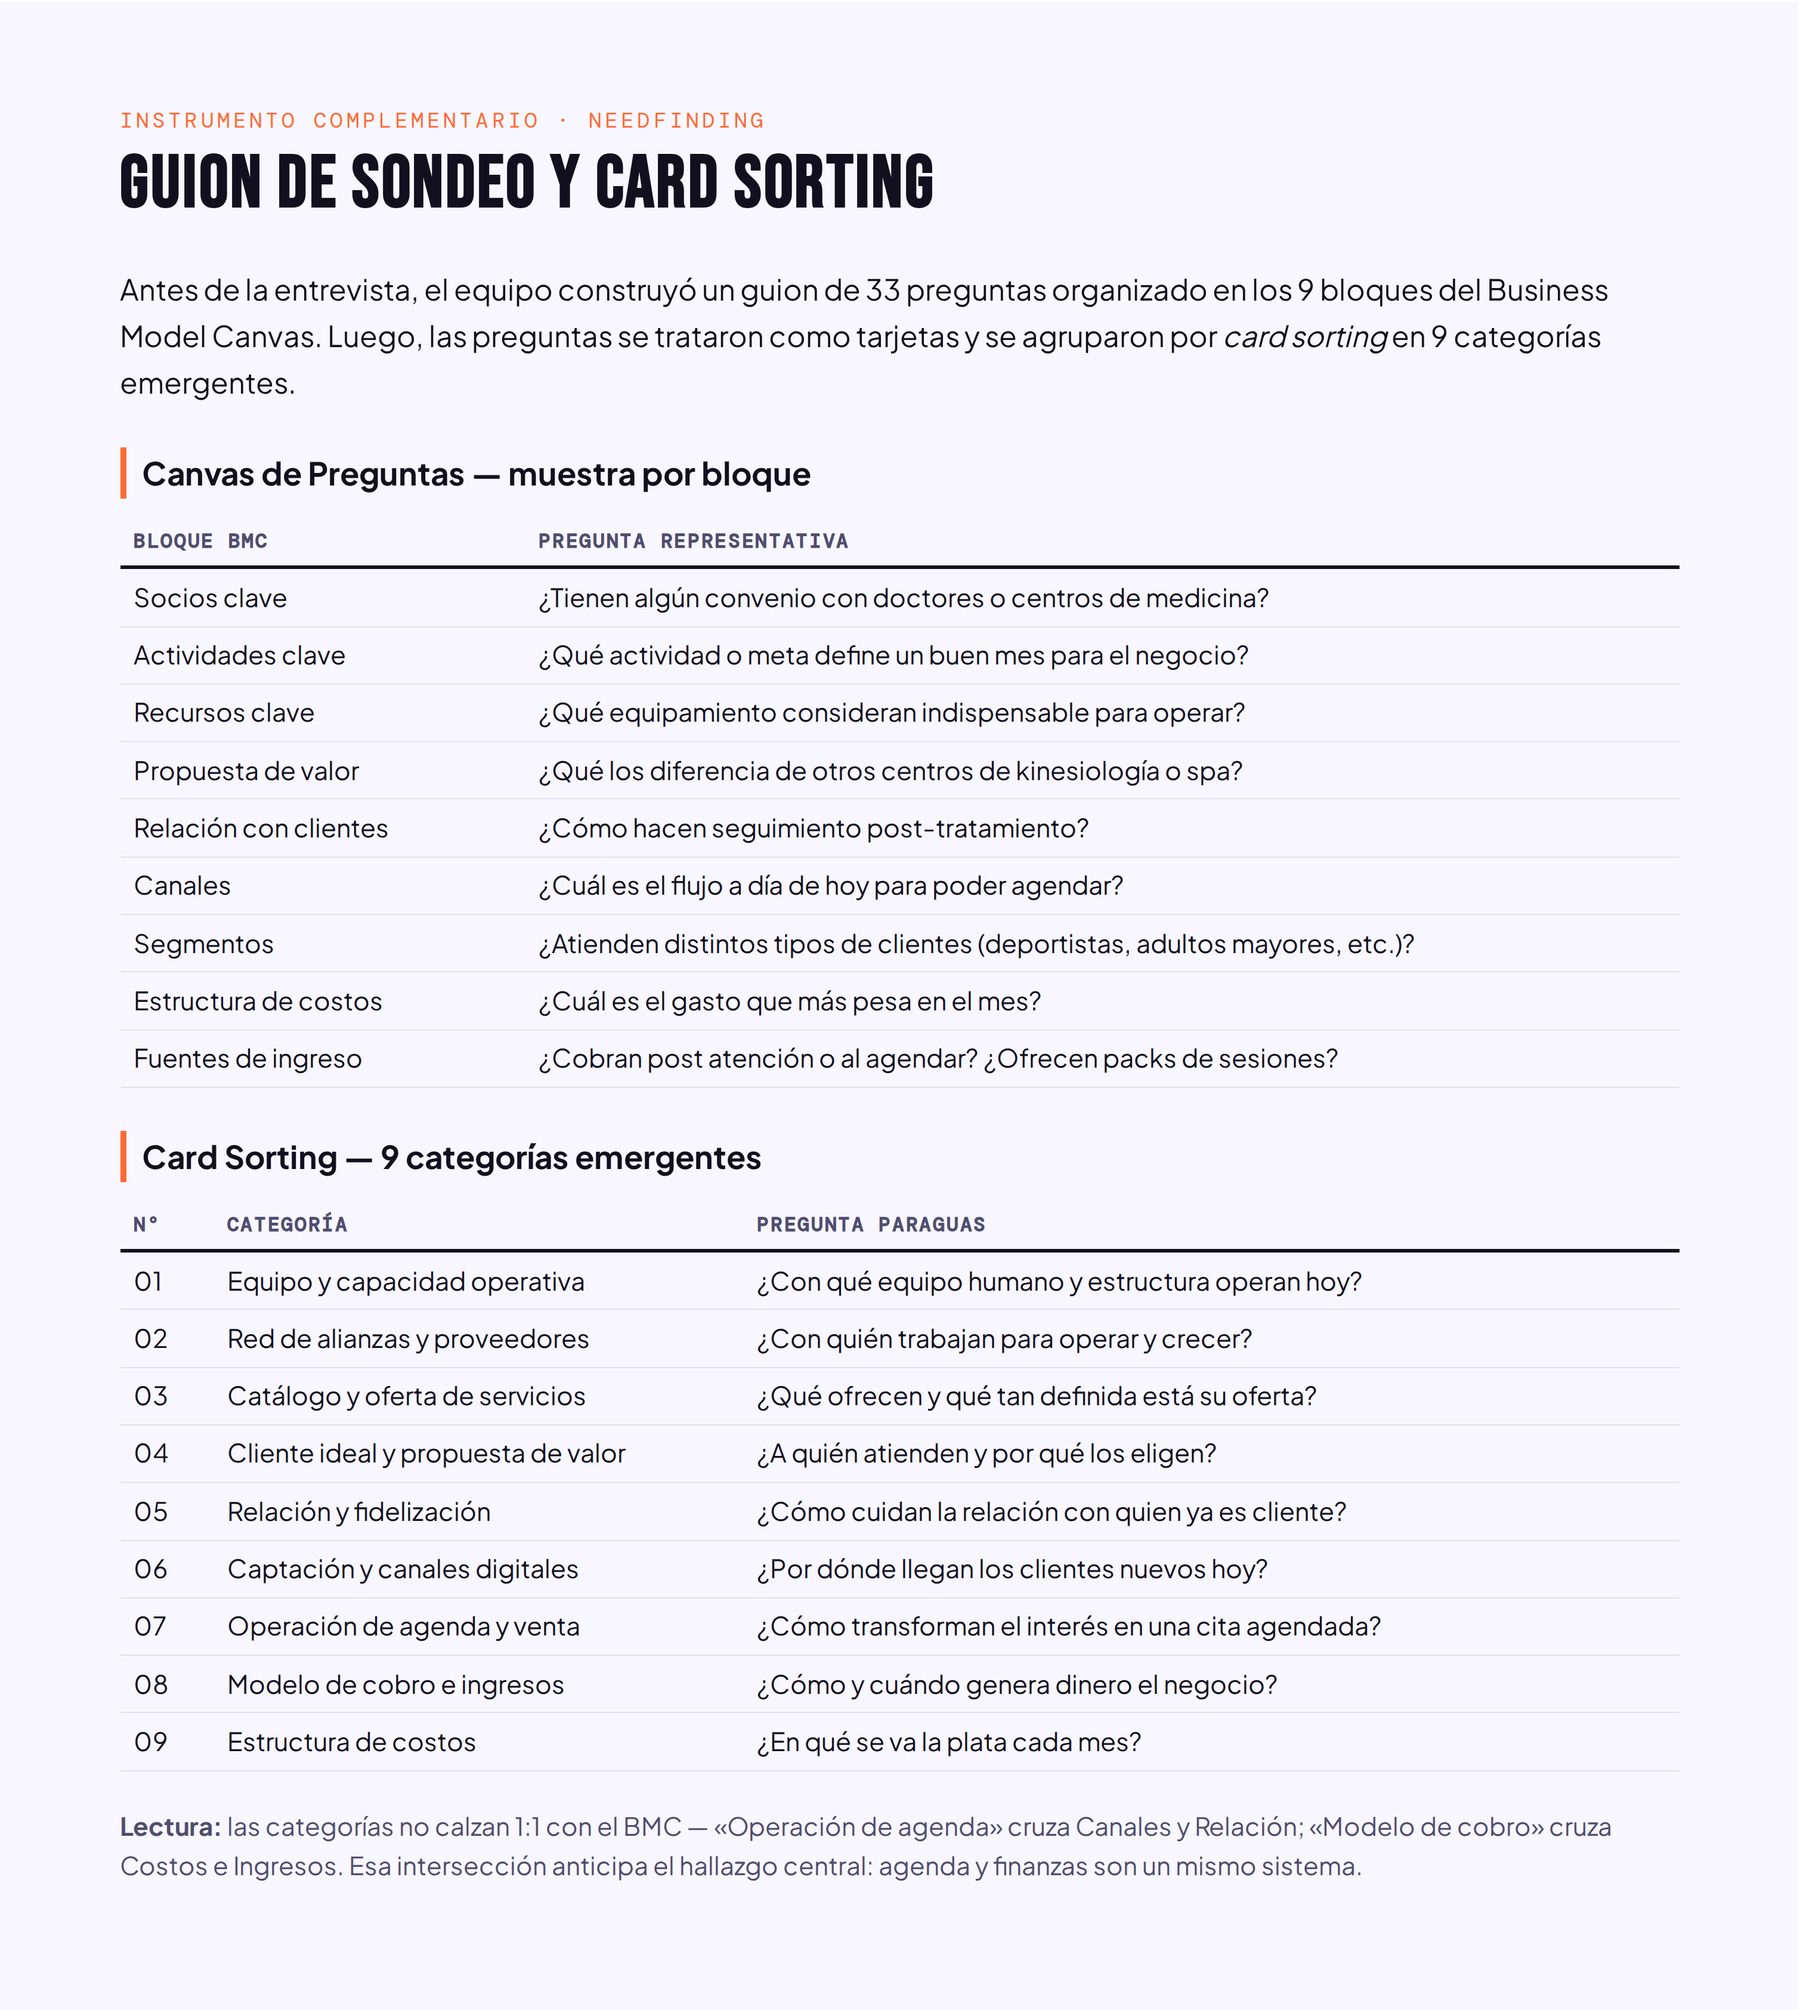 INSTRUMENTO COMPLEMENTARIO · NEEDFINDING
GUION DE SONDEO Y CARD SORTING
Antes de la entrevista, el equipo construyó un guion de 33 preguntas organizado en los 9 bloques del Business
Model Canvas. Luego, las preguntas se trataron como tarjetas y se agruparon por card sorting en 9 categorías
emergentes.
Canvas de Preguntas — muestra por bloque
BLOQUE BMC PREGUNTA REPRESENTATIVA
Socios clave ¿Tienen algún convenio con doctores o centros de medicina?
Actividades clave ¿Qué actividad o meta define un buen mes para el negocio?
Recursos clave ¿Qué equipamiento consideran indispensable para operar?
Propuesta de valor ¿Qué los diferencia de otros centros de kinesiología o spa?
Relación con clientes ¿Cómo hacen seguimiento post-tratamiento?
Canales ¿Cuál es el flujo a día de hoy para poder agendar?
Segmentos ¿Atienden distintos tipos de clientes (deportistas, adultos mayores, etc.)?
Estructura de costos ¿Cuál es el gasto que más pesa en el mes?
Fuentes de ingreso ¿Cobran post atención o al agendar? ¿Ofrecen packs de sesiones?
Card Sorting — 9 categorías emergentes
N° CATEGORÍA PREGUNTA PARAGUAS
01 Equipo y capacidad operativa ¿Con qué equipo humano y estructura operan hoy?
02 Red de alianzas y proveedores ¿Con quién trabajan para operar y crecer?
03 Catálogo y oferta de servicios ¿Qué ofrecen y qué tan definida está su oferta?
04 Cliente ideal y propuesta de valor ¿A quién atienden y por qué los eligen?
05 Relación y fidelización ¿Cómo cuidan la relación con quien ya es cliente?
06 Captación y canales digitales ¿Por dónde llegan los clientes nuevos hoy?
07 Operación de agenda y venta ¿Cómo transforman el interés en una cita agendada?
08 Modelo de cobro e ingresos ¿Cómo y cuándo genera dinero el negocio?
09 Estructura de costos ¿En qué se va la plata cada mes?
Lectura: las categorías no calzan 1:1 con el BMC — «Operación de agenda» cruza Canales y Relación; «Modelo de cobro» cruza
Costos e Ingresos. Esa intersección anticipa el hallazgo central: agenda y finanzas son un mismo sistema.